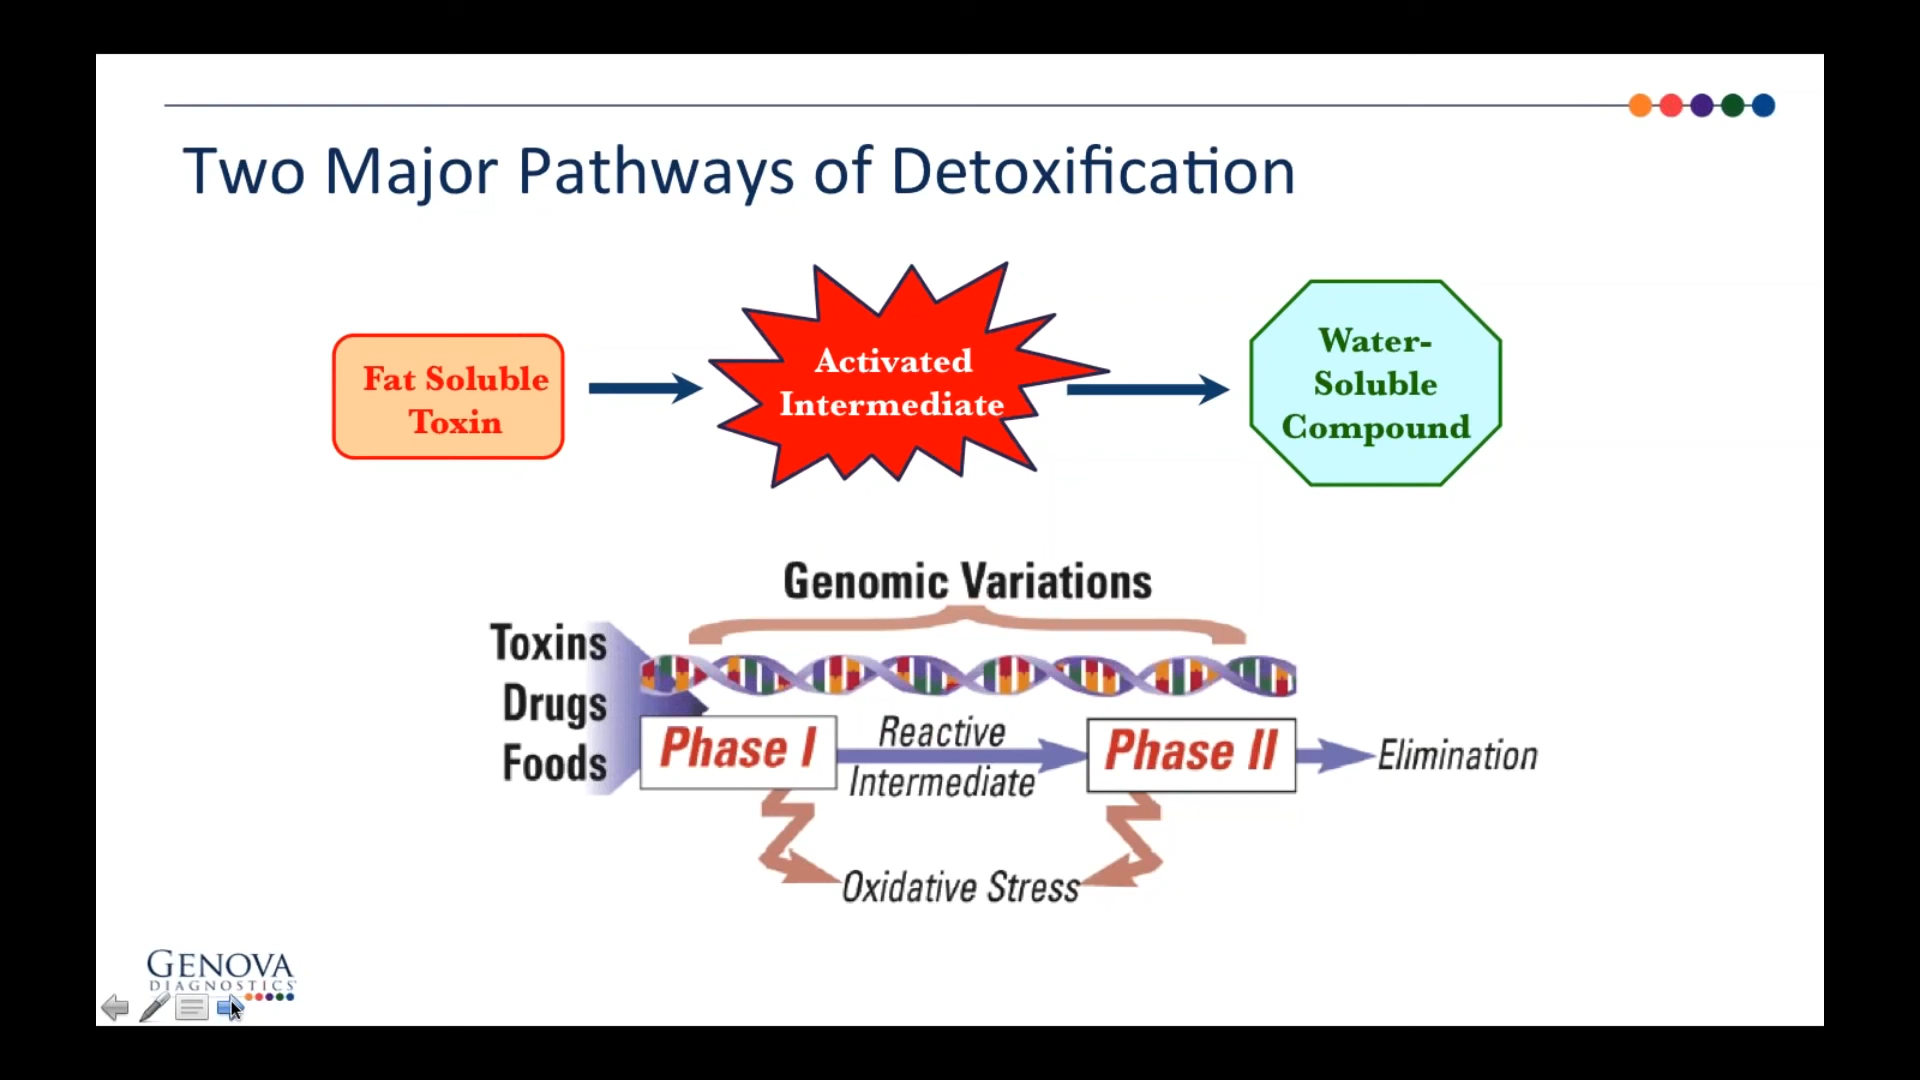 Two Major Pathways of Detoxification
Fat Soluble
Toxin
Activated
Intermediate
Water-
Soluble
Compound
Genomic Variations
Toxins
Drugs
Foods
Phase I
Reactive
Intermediate
Phase II
Elimination
Oxidative Stress
GENOVA
DIAGNOSTICS